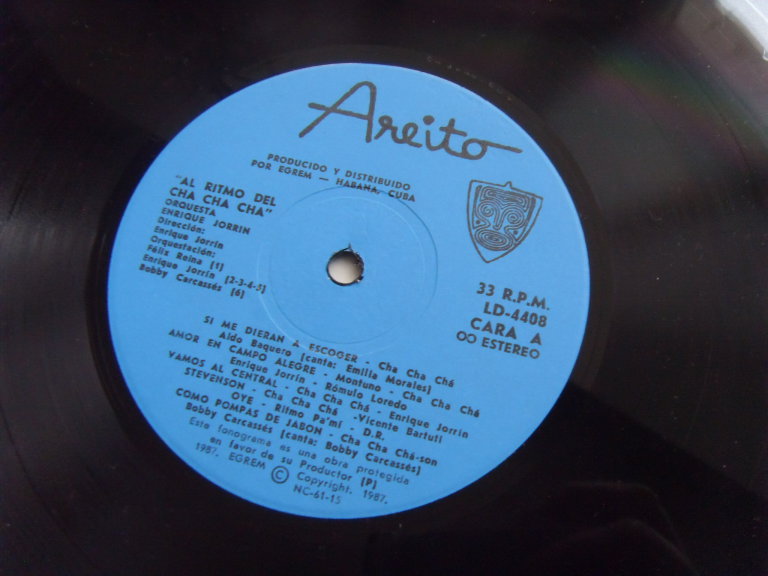 Areito
PRODUCIDO Y DISTRIBUIDO
POR EGREM — HABANA, CUBA
"AL RITMO DEL
CHA CHA CHA"
ORQUESTA
ENRIQUE JORRIN
Dirección:
Enrique Jorrín
Orquestación:
Félix Reina [1]
Enrique Jorrín [2-3-4-5]
Bobby Carcassés [6]
33 R.P.M.
LD-4408
CARA A
OO ESTEREO
SI ME DIERAN A ESCOGER - Cha Cha Chá
Aldo Baquero [canta: Emilia Morales]
AMOR EN CAMPO ALEGRE - Montuno - Cha Cha Chá
Enrique Jorrín - Rómulo Loredo
VAMOS AL CENTRAL - Cha Cha Chá - Enrique Jorrín
STEVENSON - Cha Cha Chá -Vicente Bartutí
OYE - Ritmo Pa'mí - D.R.
COMO POMPAS DE JABON - Cha Cha Chá-son
Bobby Carcassés [canta: Bobby Carcassés]
Este fonograma es una obra protegida
en favor de su Productor (P)
1987. EGREM © Copyright. 1987.
NC-61-15